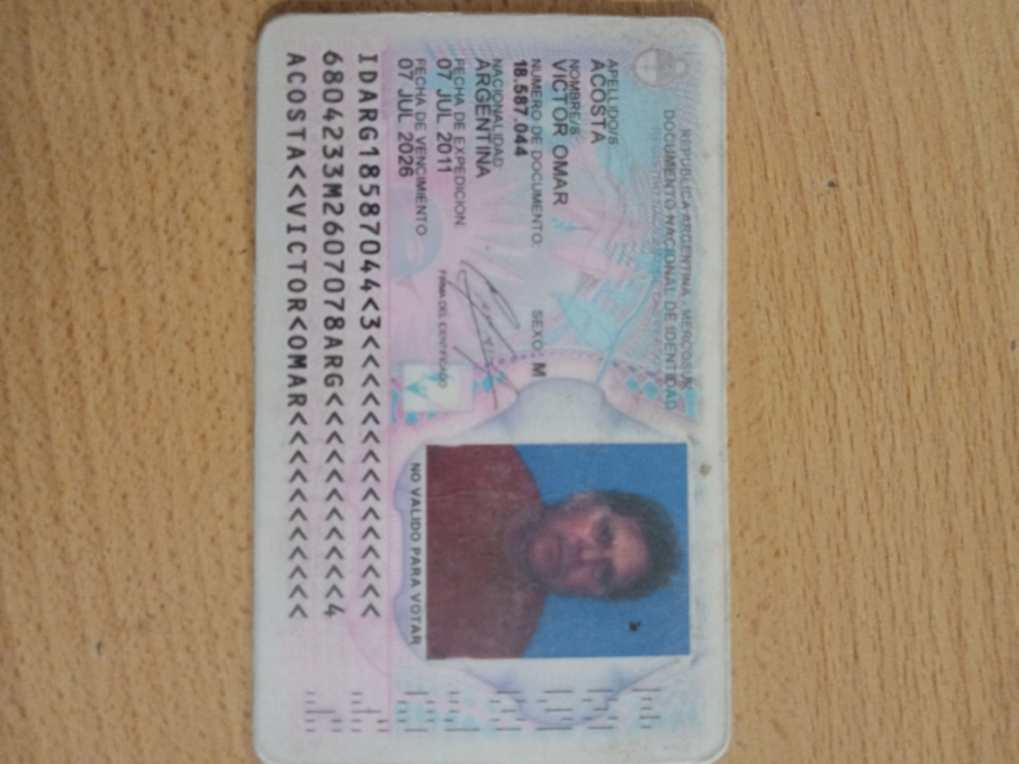 REPUBLICA ARGENTINA - MERCOSUR
DOCUMENTO NACIONAL DE IDENTIDAD
APELLIDO/S
ACOSTA
NOMBRE/S
VICTOR OMAR
NUMERO DE DOCUMENTO: SEXO: M
18.587.044
NACIONALIDAD
ARGENTINA
FECHA DE EXPEDICION
07 JUL 2011
FECHA DE VENCIMIENTO
07 JUL 2026
FIRMA DEL IDENTIFICADO
NO VALIDO PARA VOTAR
IDARG18587044<3<<<<<<<<<<<<<<<
6804233M2607078ARG<<<<<<<<<<<4
ACOSTA<<VICTOR<OMAR<<<<<<<<<<<